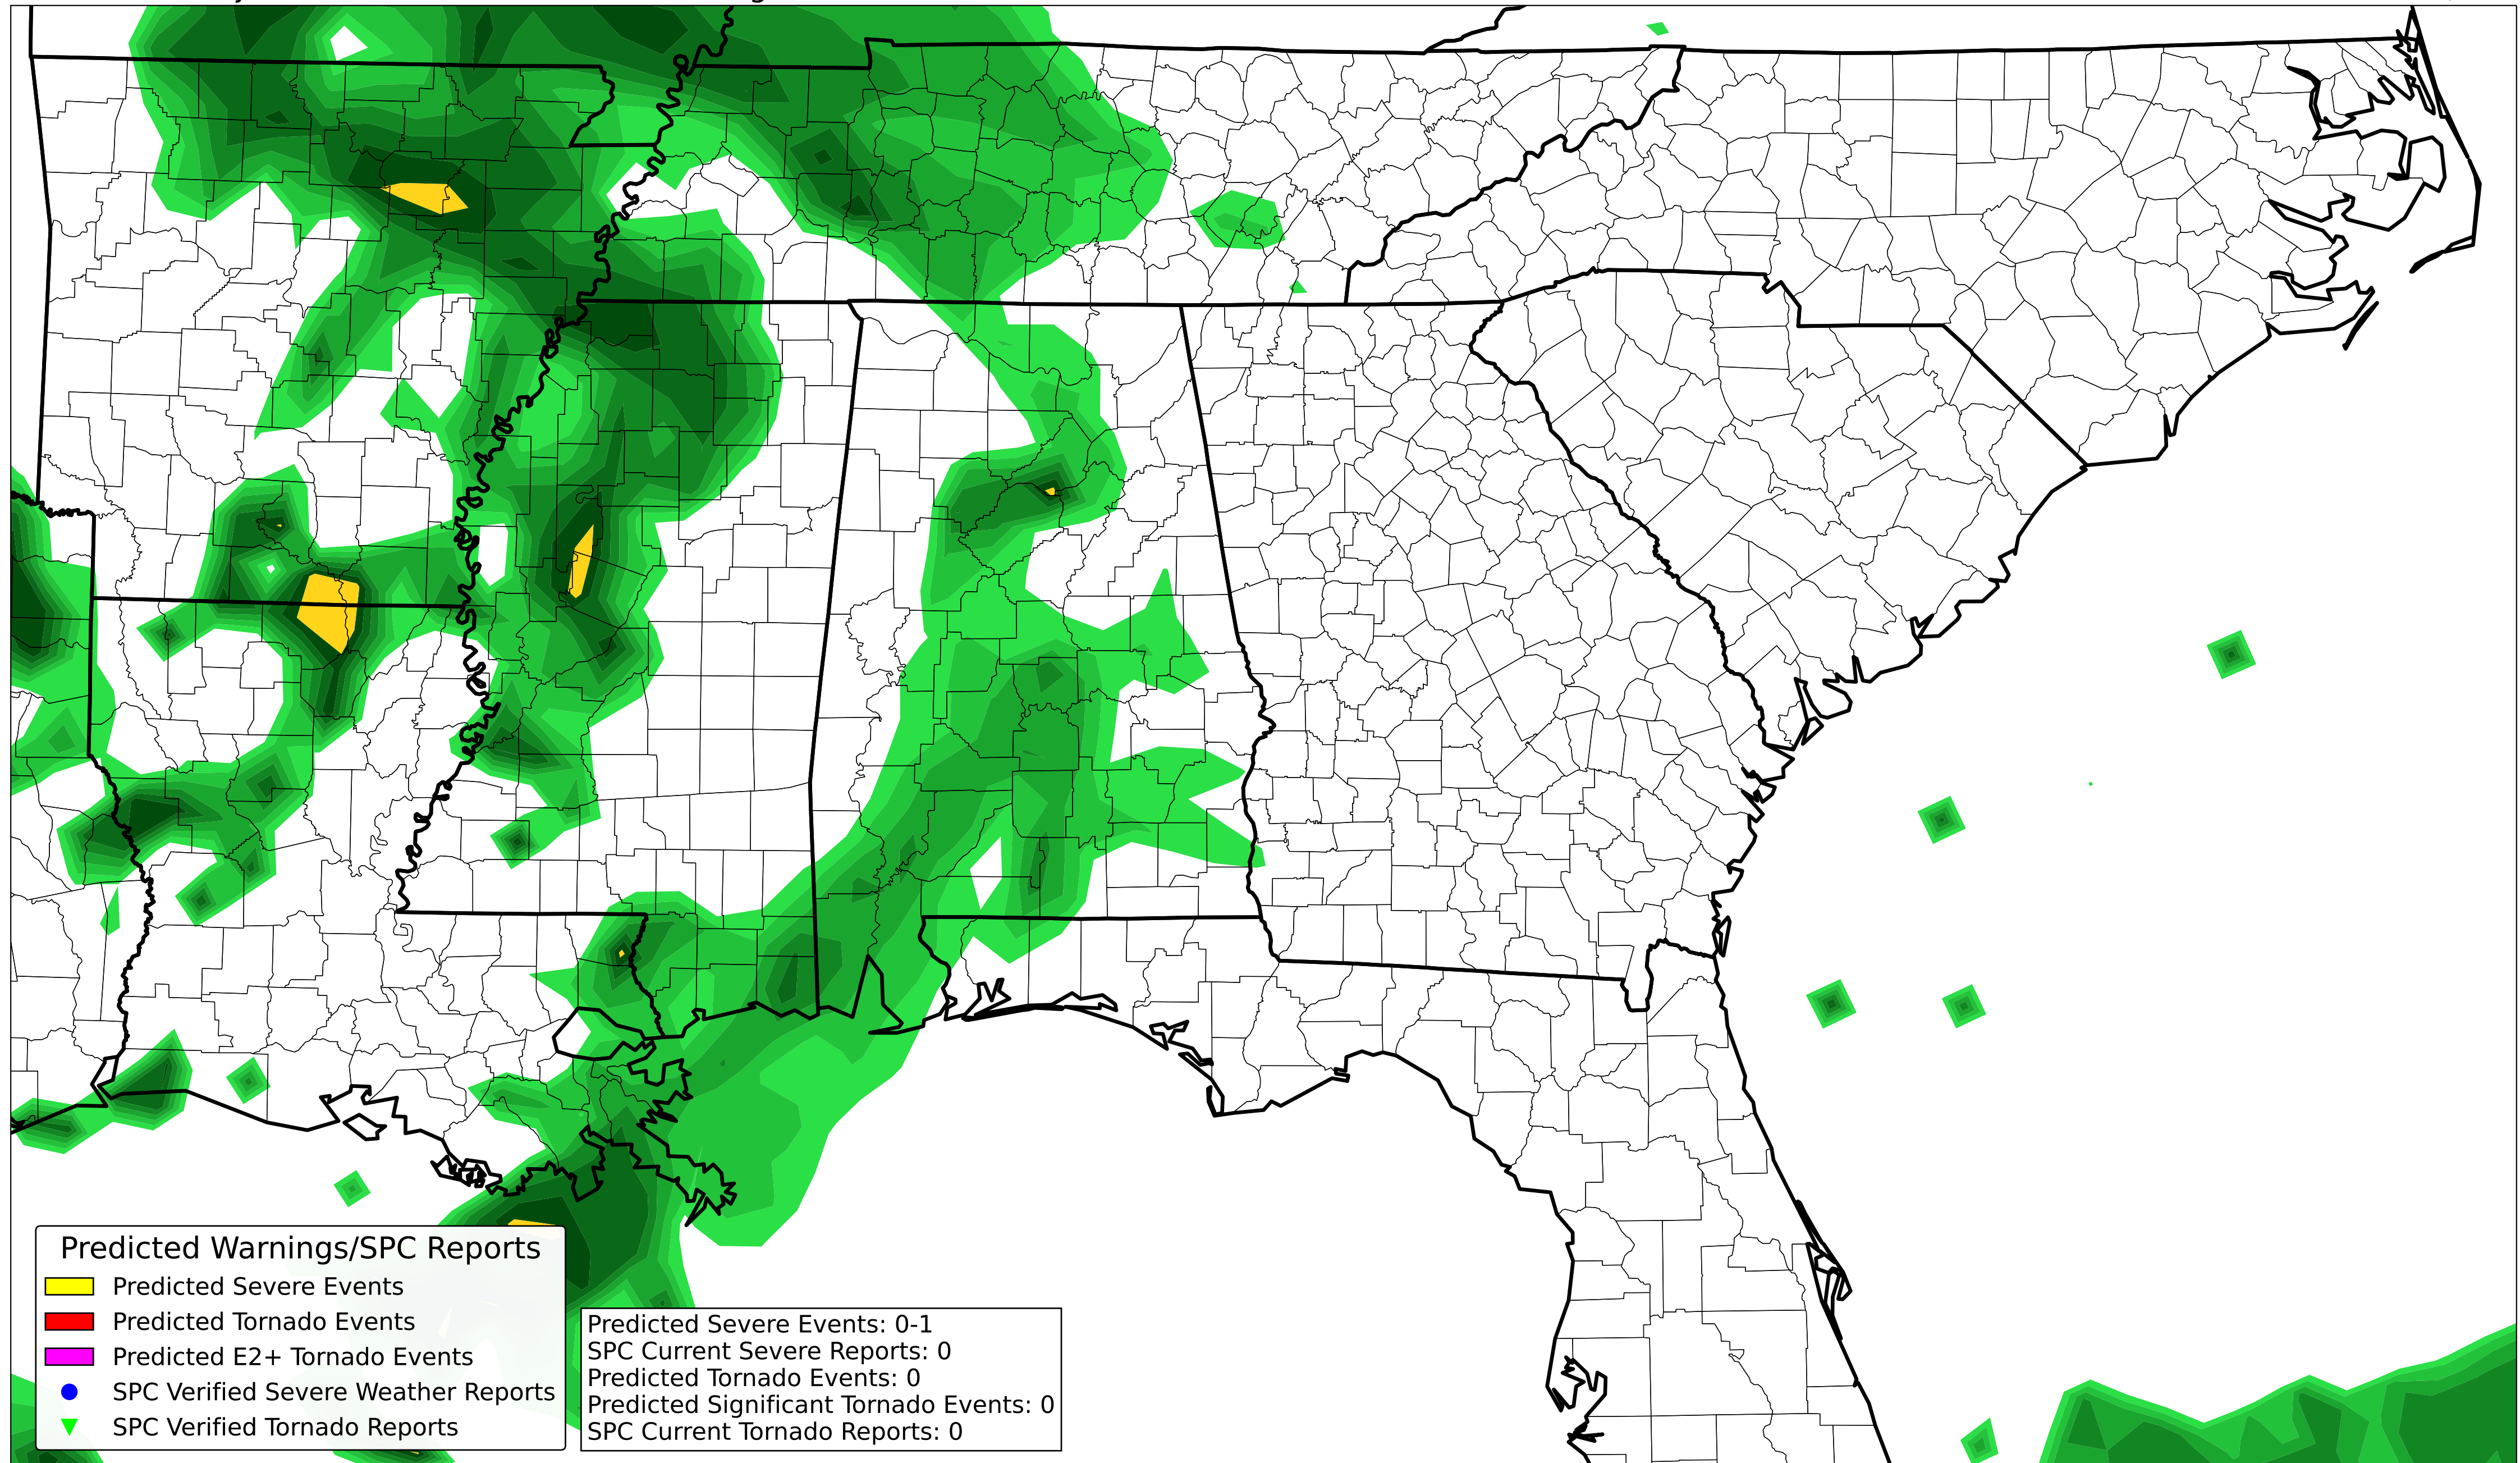 Predicted Warnings/SPC Reports
Predicted Severe Events
Predicted Tornado Events
Predicted E2+ Tornado Events
SPC Verified Severe Weather Reports
SPC Verified Tornado Reports
Predicted Severe Events: 0-1
SPC Current Severe Reports: 0
Predicted Tornado Events: 0
Predicted Significant Tornado Events: 0
SPC Current Tornado Reports: 0